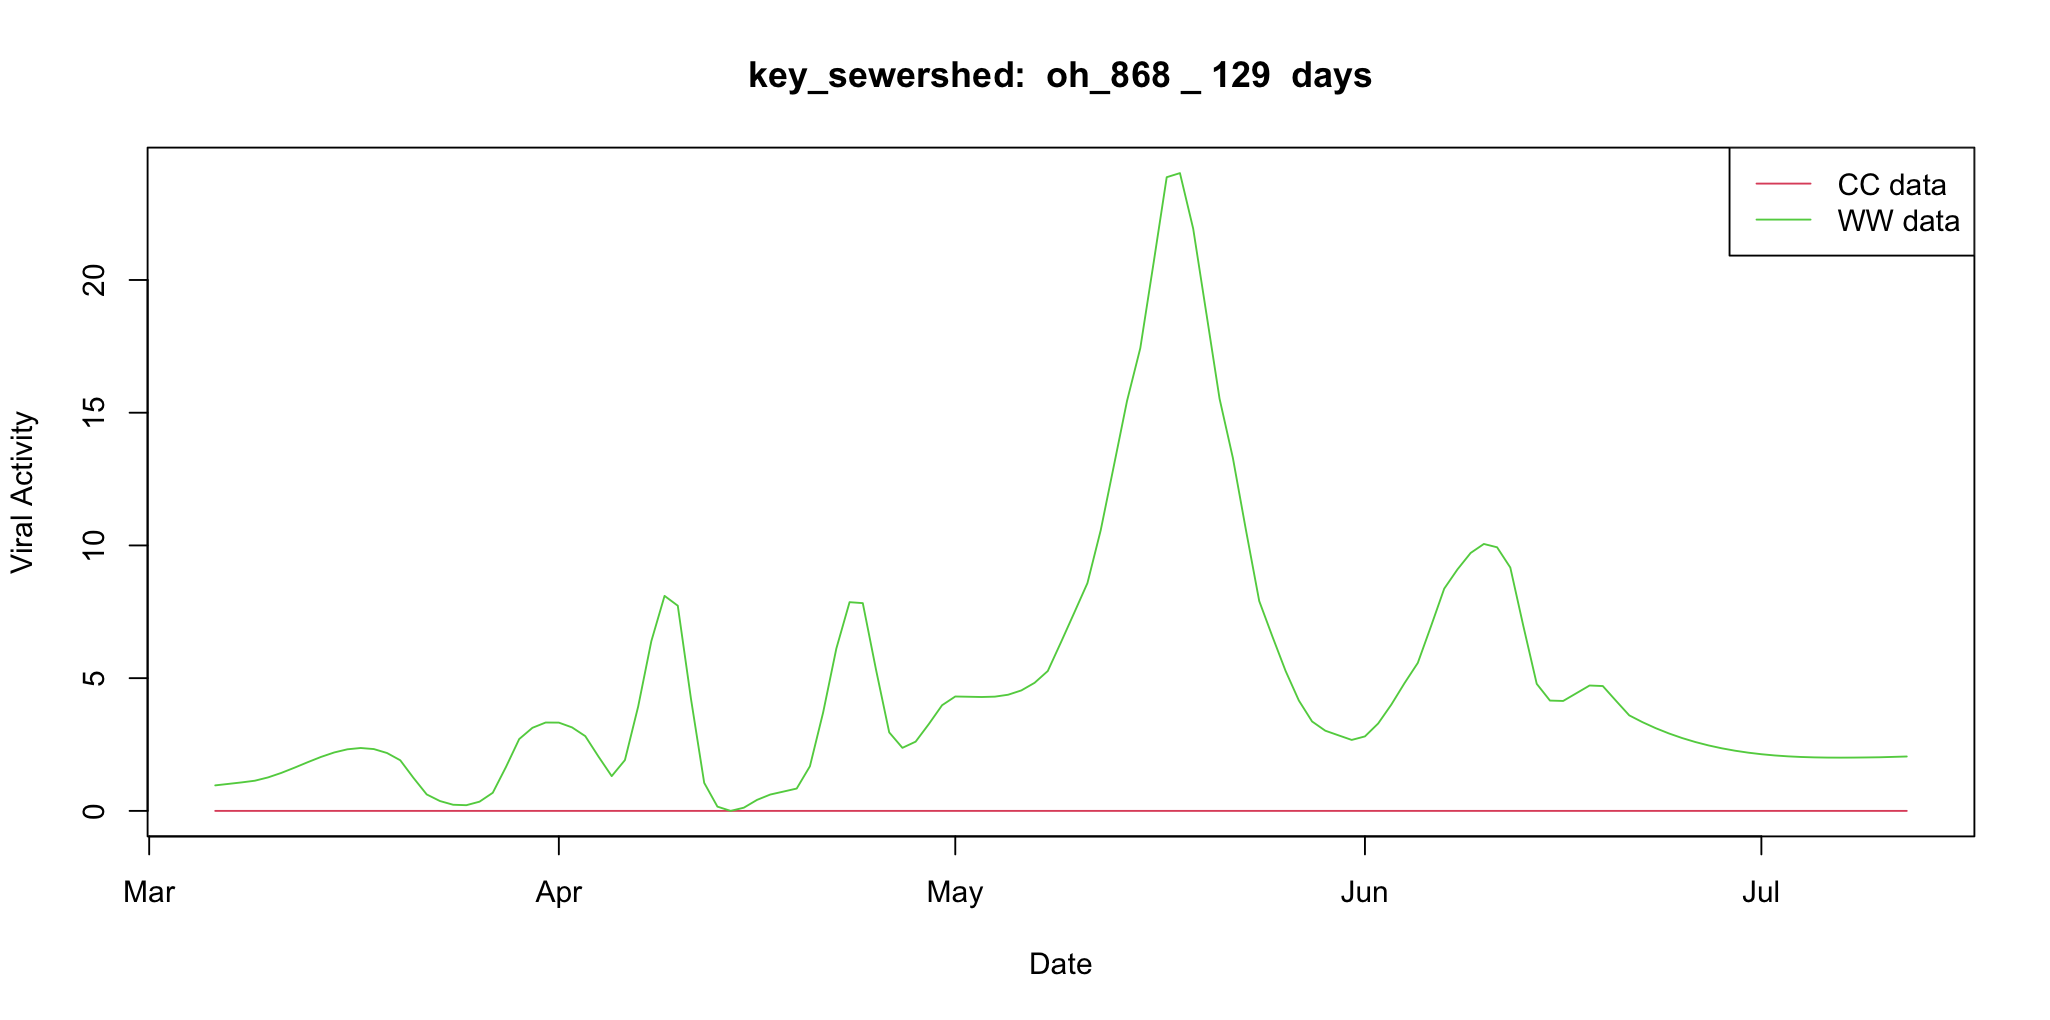 key_sewershed:  oh_868 _ 129  days
CC data
WW data
Viral Activity
20
15
10
5
0
Mar Apr May Jun Jul
Date